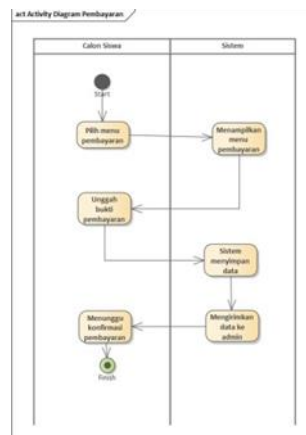 act Activity Diagram Pembayaran
Calon Siswa
Sistem
Start
Pilih menu
pembayaran
Menampilkan
menu
pembayaran
Unggah
bukti
pembayaran
Sistem
menyimpan
data
Mengirimkan
data ke
admin
Menunggu
konfirmasi
pembayaran
Finish